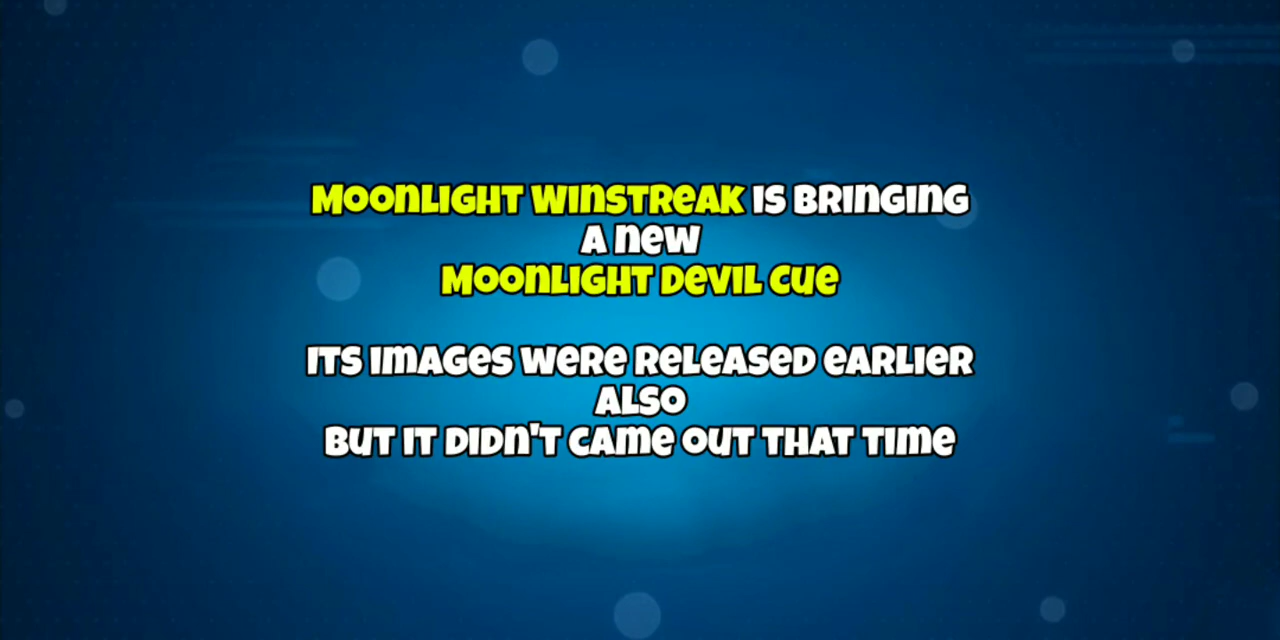 Moonlight Winstreak is bringing
a new
Moonlight Devil Cue
its images were released earlier
also
but it didn't came out that time